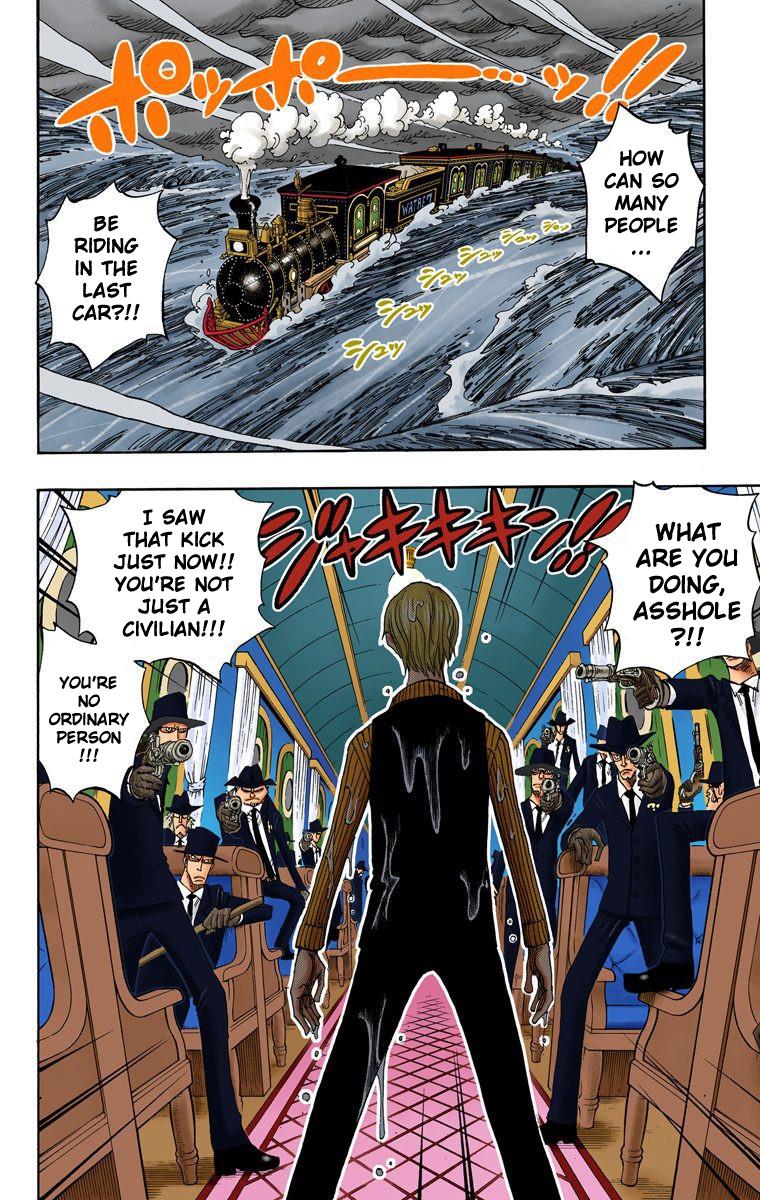 ポッポーーッ!!
HOW
CAN SO
MANY
PEOPLE
...
BE
RIDING
IN THE
LAST
CAR?!!
シュッ
シュッ
シュッ
シュッ
シュッ
シュッ
WHAT
ARE YOU
DOING,
ASSHOLE
?!!
ジャキキキン!!
I SAW
THAT KICK
JUST NOW!!
YOU'RE NOT
JUST A
CIVILIAN!!!
YOU'RE
NO
ORDINARY
PERSON
!!!